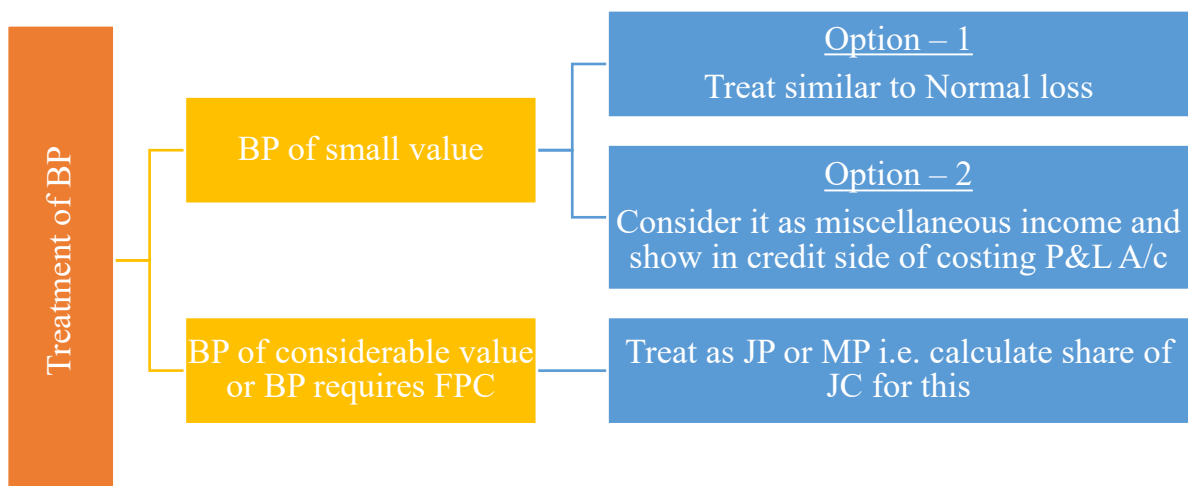 Treatment of BP
BP of small value
Option – 1
Treat similar to Normal loss
Option – 2
Consider it as miscellaneous income and
show in credit side of costing P&L A/c
BP of considerable value
or BP requires FPC
Treat as JP or MP i.e. calculate share of
JC for this